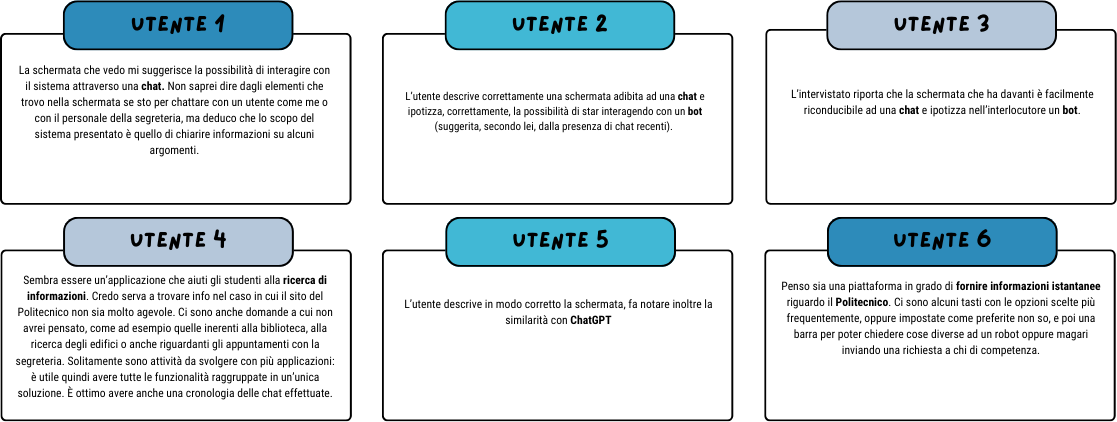 UTENTE 1
La schermata che vedo mi suggerisce la possibilità di interagire con
il sistema attraverso una chat. Non saprei dire dagli elementi che
trovo nella schermata se sto per chattare con un utente come me o
con il personale della segreteria, ma deduco che lo scopo del
sistema presentato è quello di chiarire informazioni su alcuni
argomenti.
UTENTE 2
L'utente descrive correttamente una schermata adibita ad una chat e
ipotizza, correttamente, la possibilità di star interagendo con un bot
(suggerita, secondo lei, dalla presenza di chat recenti).
UTENTE 3
L'intervistato riporta che la schermata che ha davanti è facilmente
riconducibile ad una chat e ipotizza nell'interlocutore un bot.
UTENTE 4
Sembra essere un'applicazione che aiuti gli studenti alla ricerca di
informazioni. Credo serva a trovare info nel caso in cui il sito del
Politecnico non sia molto agevole. Ci sono anche domande a cui non
avrei pensato, come ad esempio quelle inerenti alla biblioteca, alla
ricerca degli edifici o anche riguardanti gli appuntamenti con la
segreteria. Solitamente sono attività da svolgere con più applicazioni:
è utile quindi avere tutte le funzionalità raggruppate in un'unica
soluzione. È ottimo avere anche una cronologia delle chat effettuate.
UTENTE 5
L'utente descrive in modo corretto la schermata, fa notare inoltre la
similarità con ChatGPT
UTENTE 6
Penso sia una piattaforma in grado di fornire informazioni istantanee
riguardo il Politecnico. Ci sono alcuni tasti con le opzioni scelte più
frequentemente, oppure impostate come preferite non so, e poi una
barra per poter chiedere cose diverse ad un robot oppure magari
inviando una richiesta a chi di competenza.